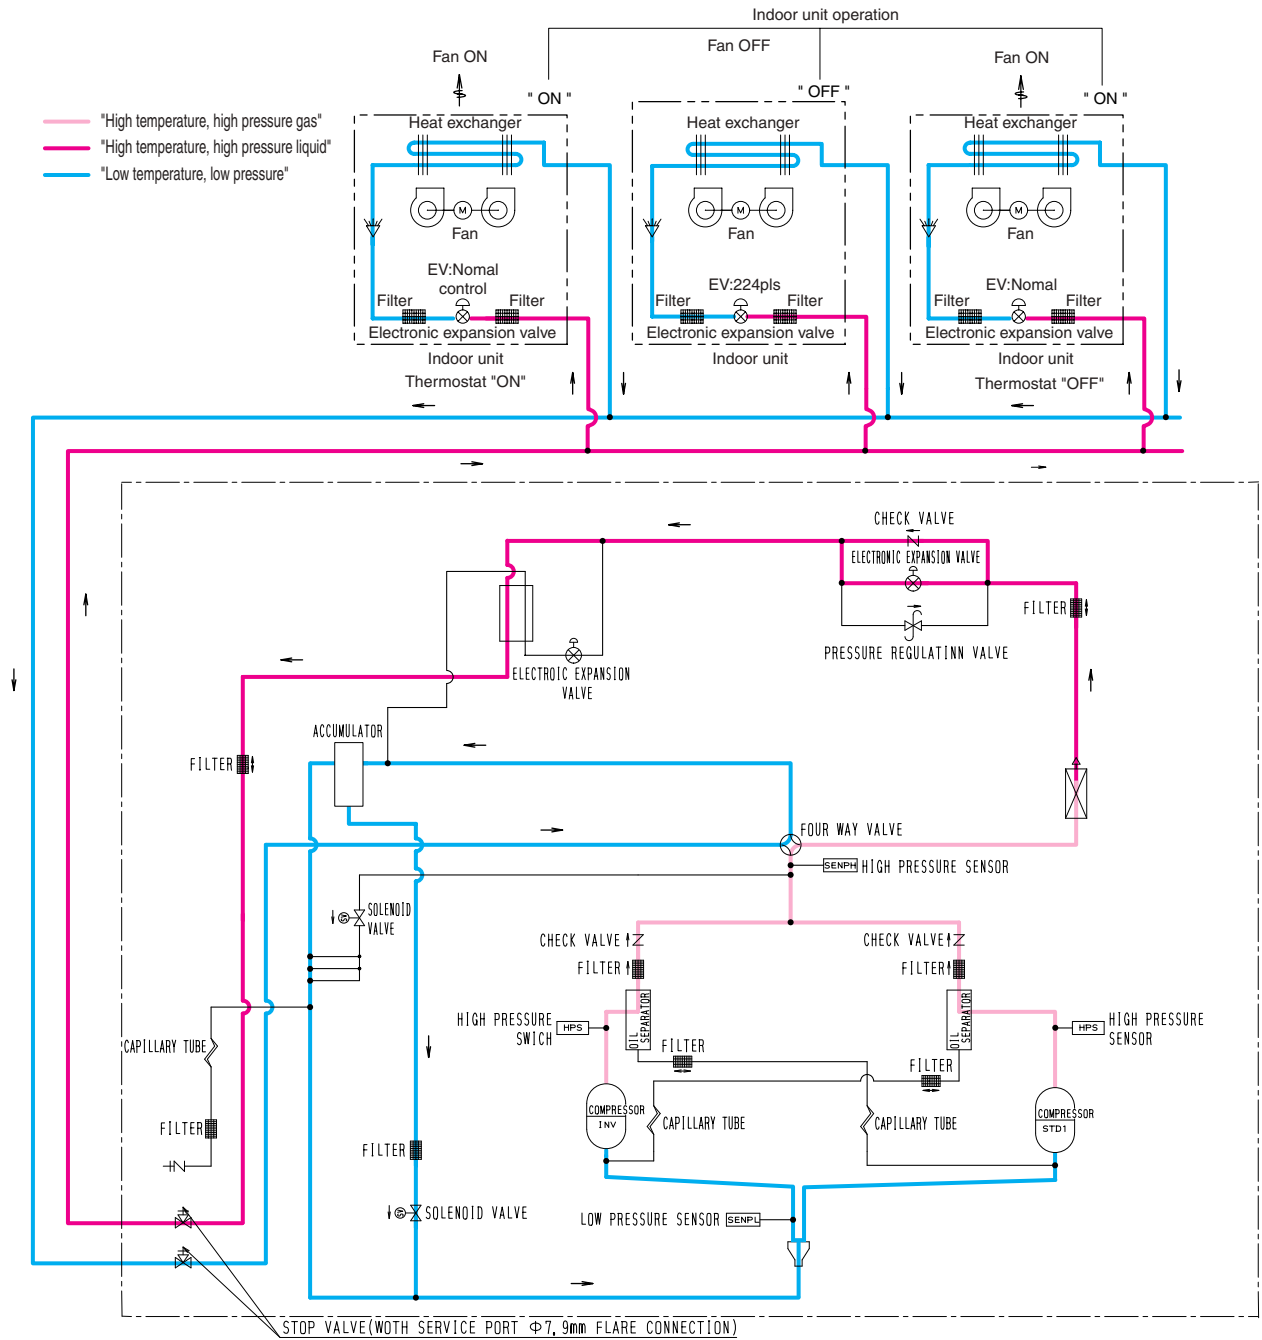 Indoor unit operation
Fan ON
Fan OFF
Fan ON
" ON "
" OFF "
" ON "
"High temperature, high pressure gas"
"High temperature, high pressure liquid"
"Low temperature, low pressure"
Heat exchanger
Heat exchanger
Heat exchanger
M
M
M
Fan
Fan
Fan
EV:Nomal
control
EV:224pls
EV:Nomal
Filter
Filter
Filter
Filter
Filter
Filter
Electronic expansion valve
Electronic expansion valve
Electronic expansion valve
Indoor unit
Indoor unit
Indoor unit
Thermostat "ON"
Thermostat "OFF"
CHECK VALVE
ELECTRONIC EXPANSION VALVE
FILTER
PRESSURE REGULATINN VALVE
ELECTROIC EXPANSION
VALVE
ACCUMULATOR
FILTER
FOUR WAY VALVE
SENPH
HIGH PRESSURE SENSOR
SOLENOID
VALVE
S
CHECK VALVE
CHECK VALVE
FILTER
FILTER
OIL
SEPARATOR
OIL
SEPARATOR
HIGH PRESSURE
SWICH
HPS
HPS
HIGH PRESSURE
SENSOR
CAPILLARY TUBE
FILTER
FILTER
COMPRESSOR
INV
COMPRESSOR
STD1
CAPILLARY TUBE
CAPILLARY TUBE
FILTER
FILTER
S
SOLENOID VALVE
LOW PRESSURE SENSOR
SENPL
STOP VALVE(WOTH SERVICE PORT Φ7,9mm FLARE CONNECTION)